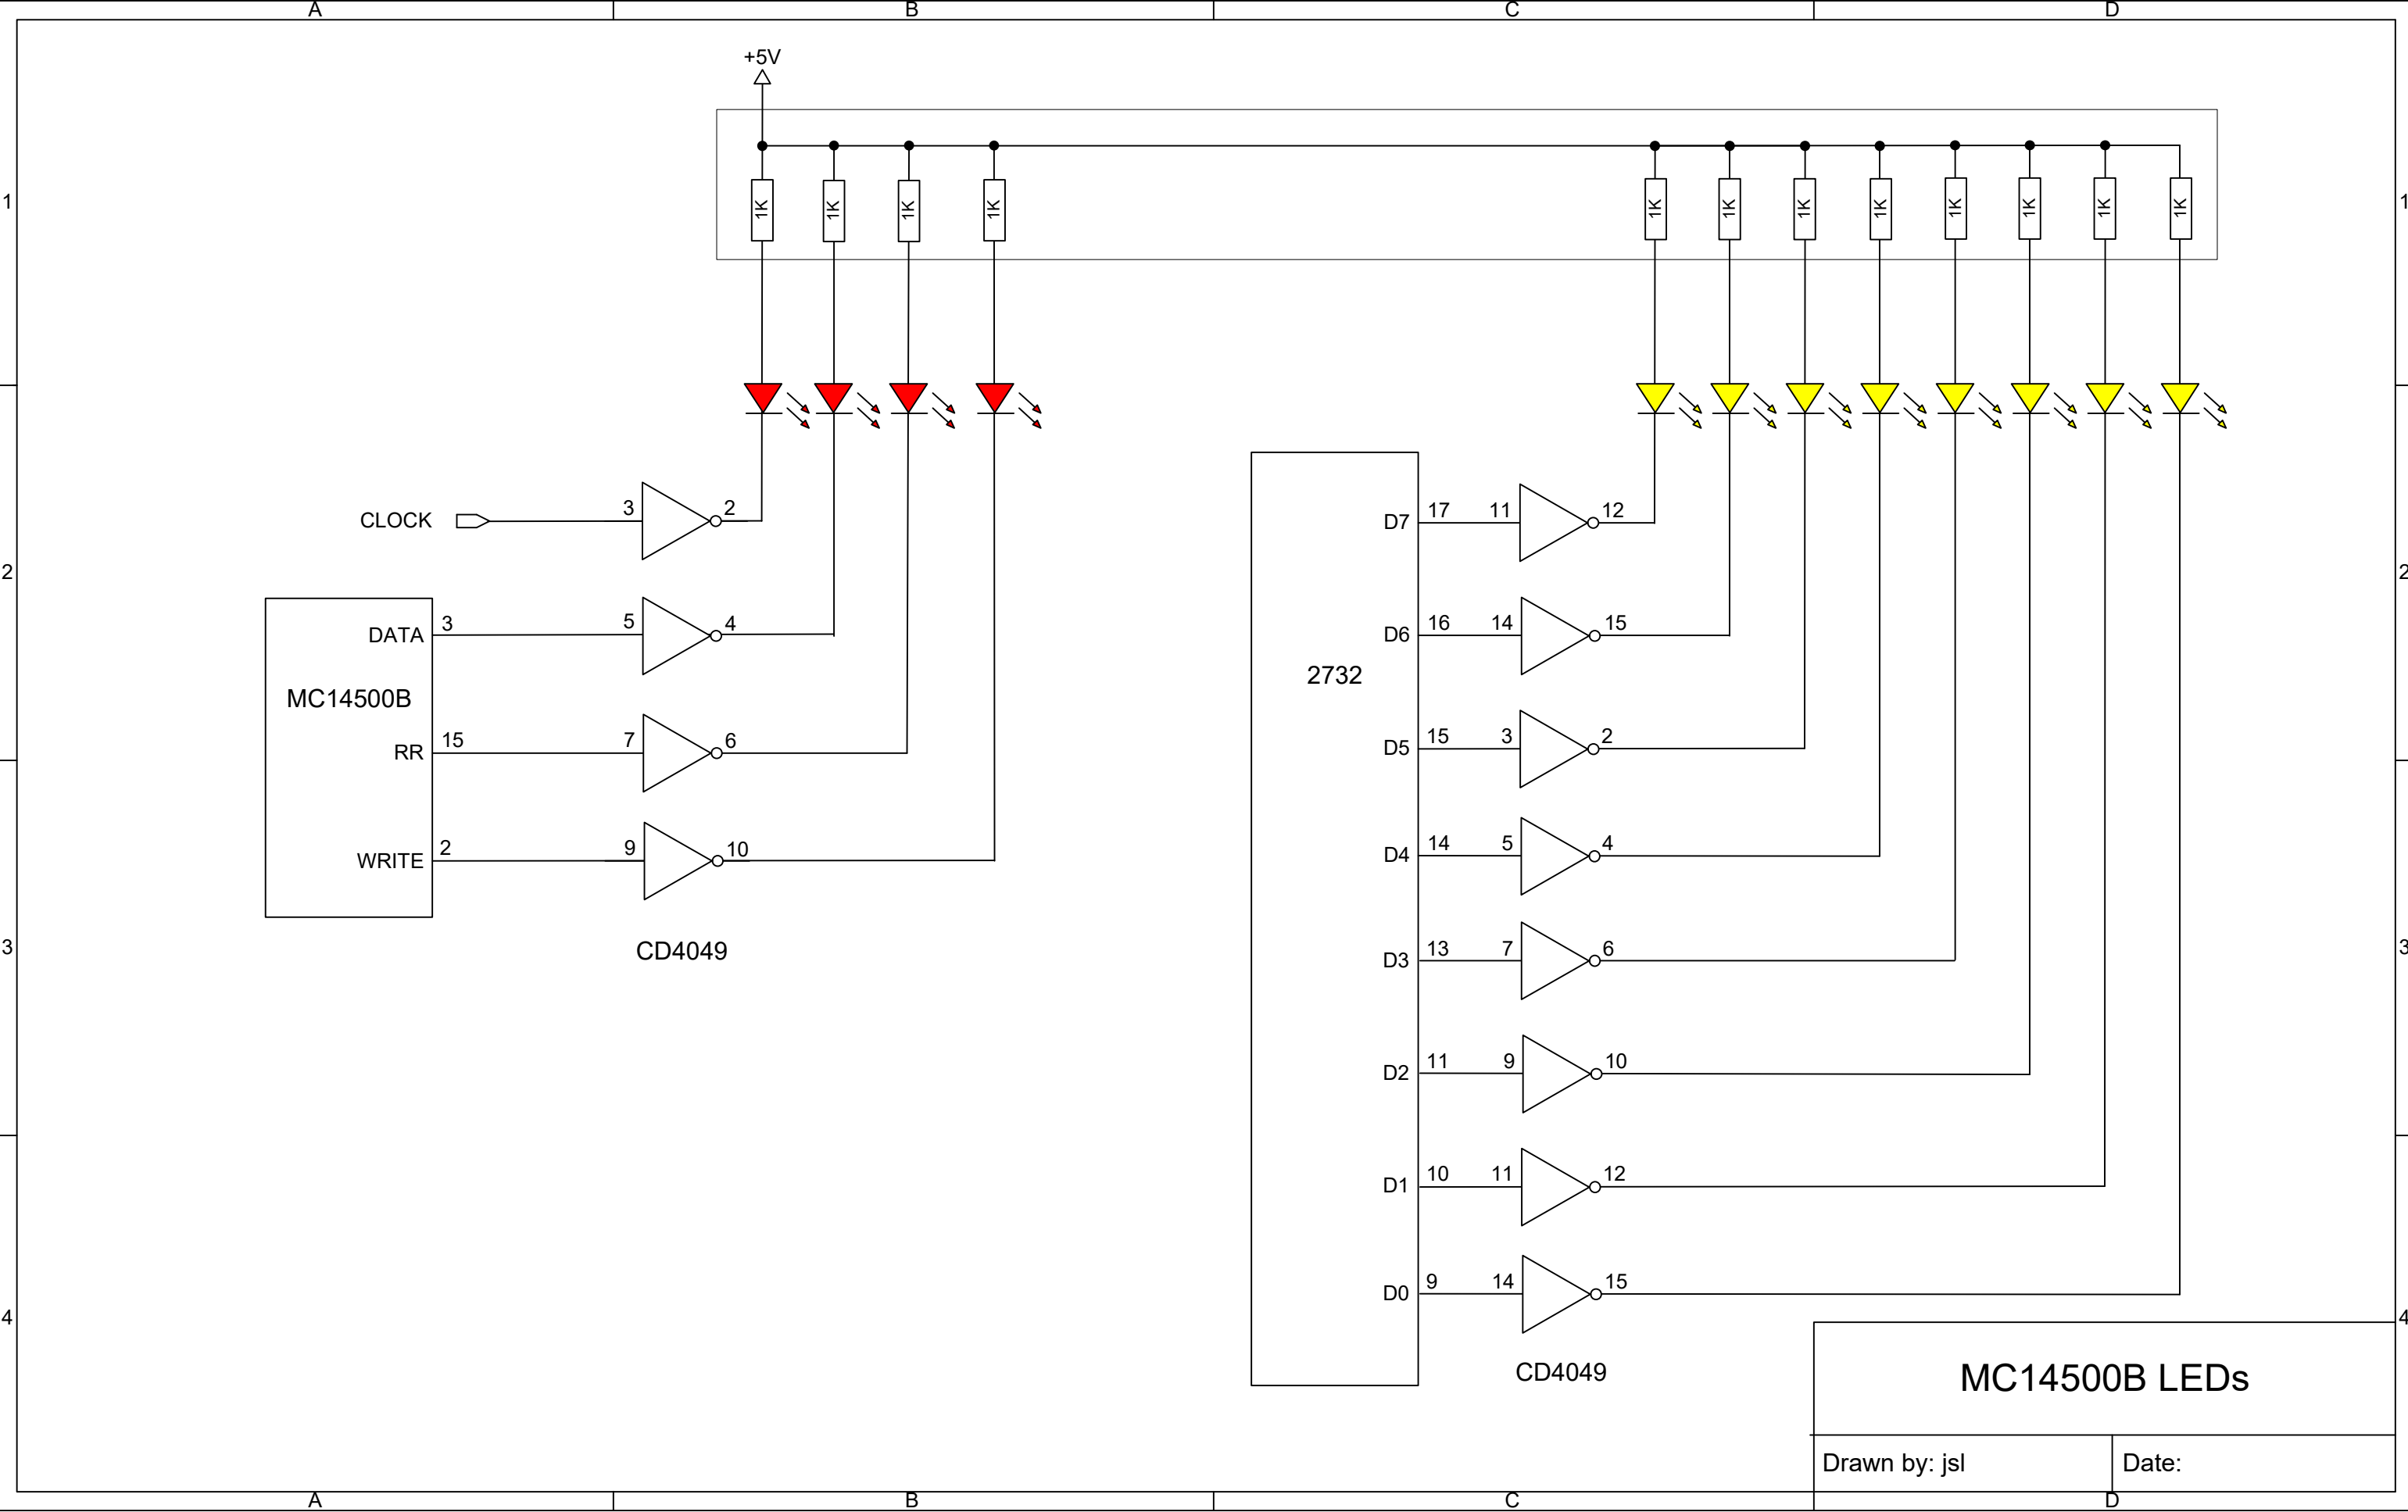 A B C D
+5V
1 1K 1K 1K 1K 1K 1K 1K 1K 1K 1K 1K 1K 1
CLOCK 3 2
D7 17 11 12
2 2
DATA 3 5 4
D6 16 14 15
MC14500B
2732
RR 15 7 6
D5 15 3 2
WRITE 2 9 10
D4 14 5 4
3 CD4049 3
D3 13 7 6
D2 11 9 10
D1 10 11 12
D0 9 14 15
4 4
CD4049
MC14500B LEDs
Drawn by: jsl Date:
A B C D